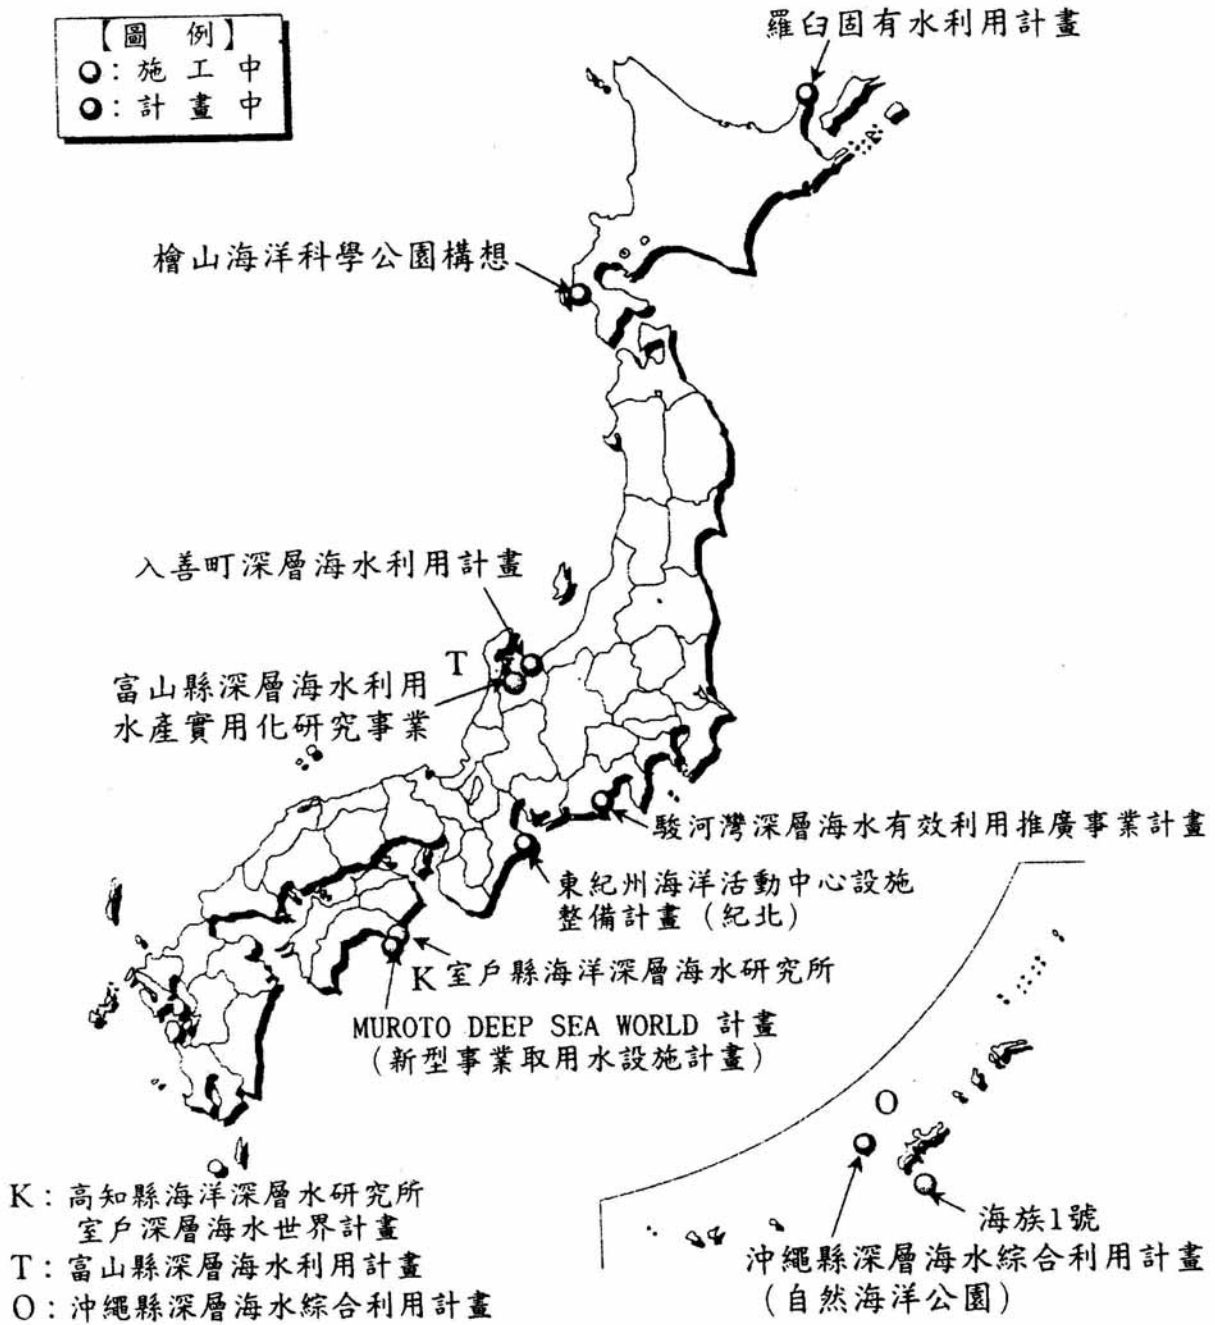 【圖 例】
: 施 工 中
: 計 畫 中
羅臼固有水利用計畫
檜山海洋科學公園構想
入善町深層海水利用計畫
T
富山縣深層海水利用
水產實用化研究事業
駿河灣深層海水有效利用推廣事業計畫
東紀州海洋活動中心設施
整備計畫 (紀北)
K 室戶縣海洋深層海水研究所
MUROTO DEEP SEA WORLD 計畫
(新型事業取用水設施計畫)
O
海族1號
沖繩縣深層海水綜合利用計畫
(自然海洋公園)
K: 高知縣海洋深層水研究所
室戶深層海水世界計畫
T: 富山縣深層海水利用計畫
O: 沖繩縣深層海水綜合利用計畫